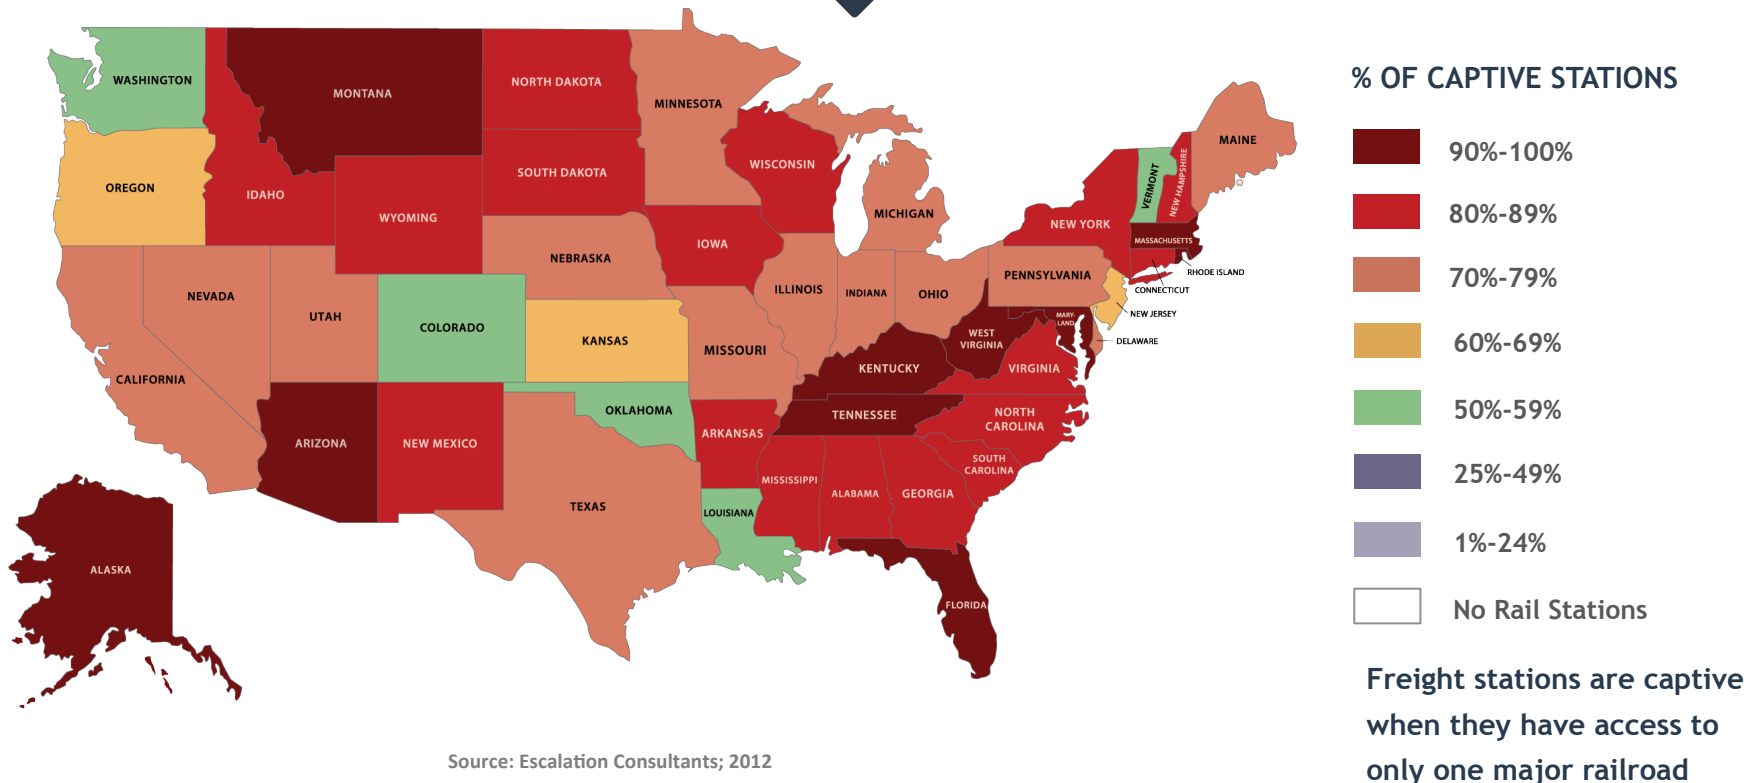 WASHINGTON
MONTANA
NORTH DAKOTA
MINNESOTA
MAINE
OREGON
IDAHO
WYOMING
SOUTH DAKOTA
WISCONSIN
MICHIGAN
NEW YORK
VERMONT
NEW HAMPSHIRE
MASSACHUSETTS
RHODE ISLAND
CONNECTICUT
NEW JERSEY
DELAWARE
MARY-
LAND
PENNSYLVANIA
NEVADA
UTAH
COLORADO
NEBRASKA
IOWA
ILLINOIS
INDIANA
OHIO
CALIFORNIA
KANSAS
MISSOURI
KENTUCKY
WEST
VIRGINIA
VIRGINIA
ARIZONA
NEW MEXICO
OKLAHOMA
ARKANSAS
TENNESSEE
NORTH
CAROLINA
SOUTH
CAROLINA
TEXAS
LOUISIANA
MISSISSIPPI
ALABAMA
GEORGIA
FLORIDA
ALASKA
% OF CAPTIVE STATIONS
90%-100%
80%-89%
70%-79%
60%-69%
50%-59%
25%-49%
1%-24%
No Rail Stations
Freight stations are captive
when they have access to
only one major railroad
Source: Escalation Consultants; 2012